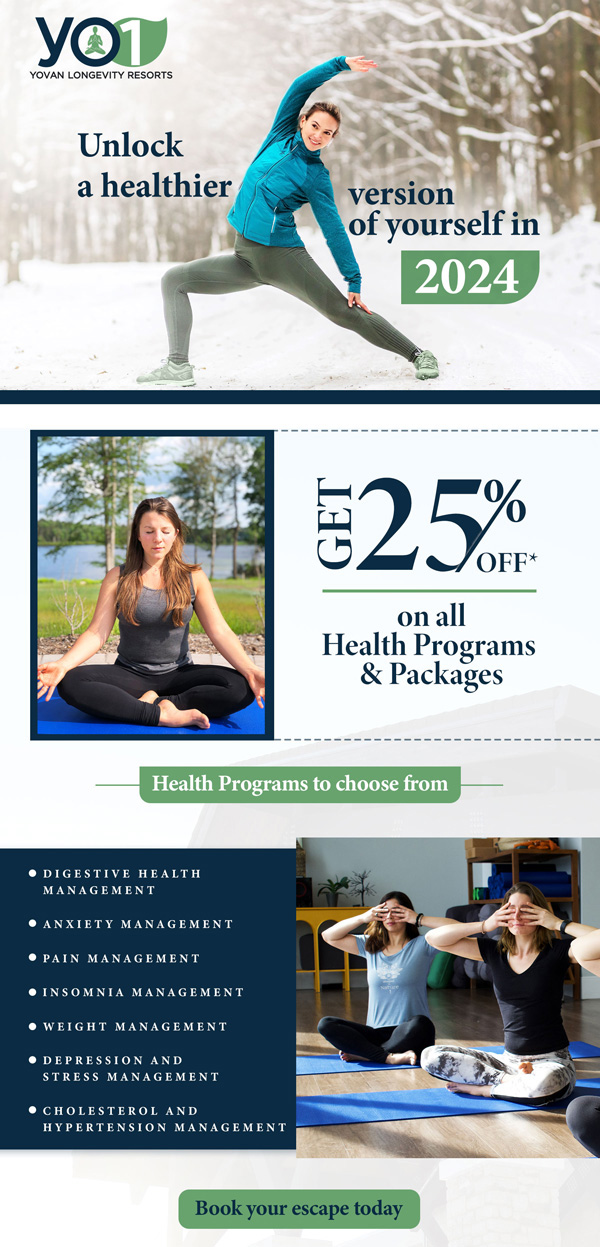 yo1
YOVAN LONGEVITY RESORTS
Unlock
a healthier
version
of yourself in
2024
GET 25% OFF*
on all
Health Programs
& Packages
Health Programs to choose from
DIGESTIVE HEALTH
MANAGEMENT
ANXIETY MANAGEMENT
PAIN MANAGEMENT
INSOMNIA MANAGEMENT
WEIGHT MANAGEMENT
DEPRESSION AND
STRESS MANAGEMENT
CHOLESTEROL AND
HYPERTENSION MANAGEMENT
Book your escape today